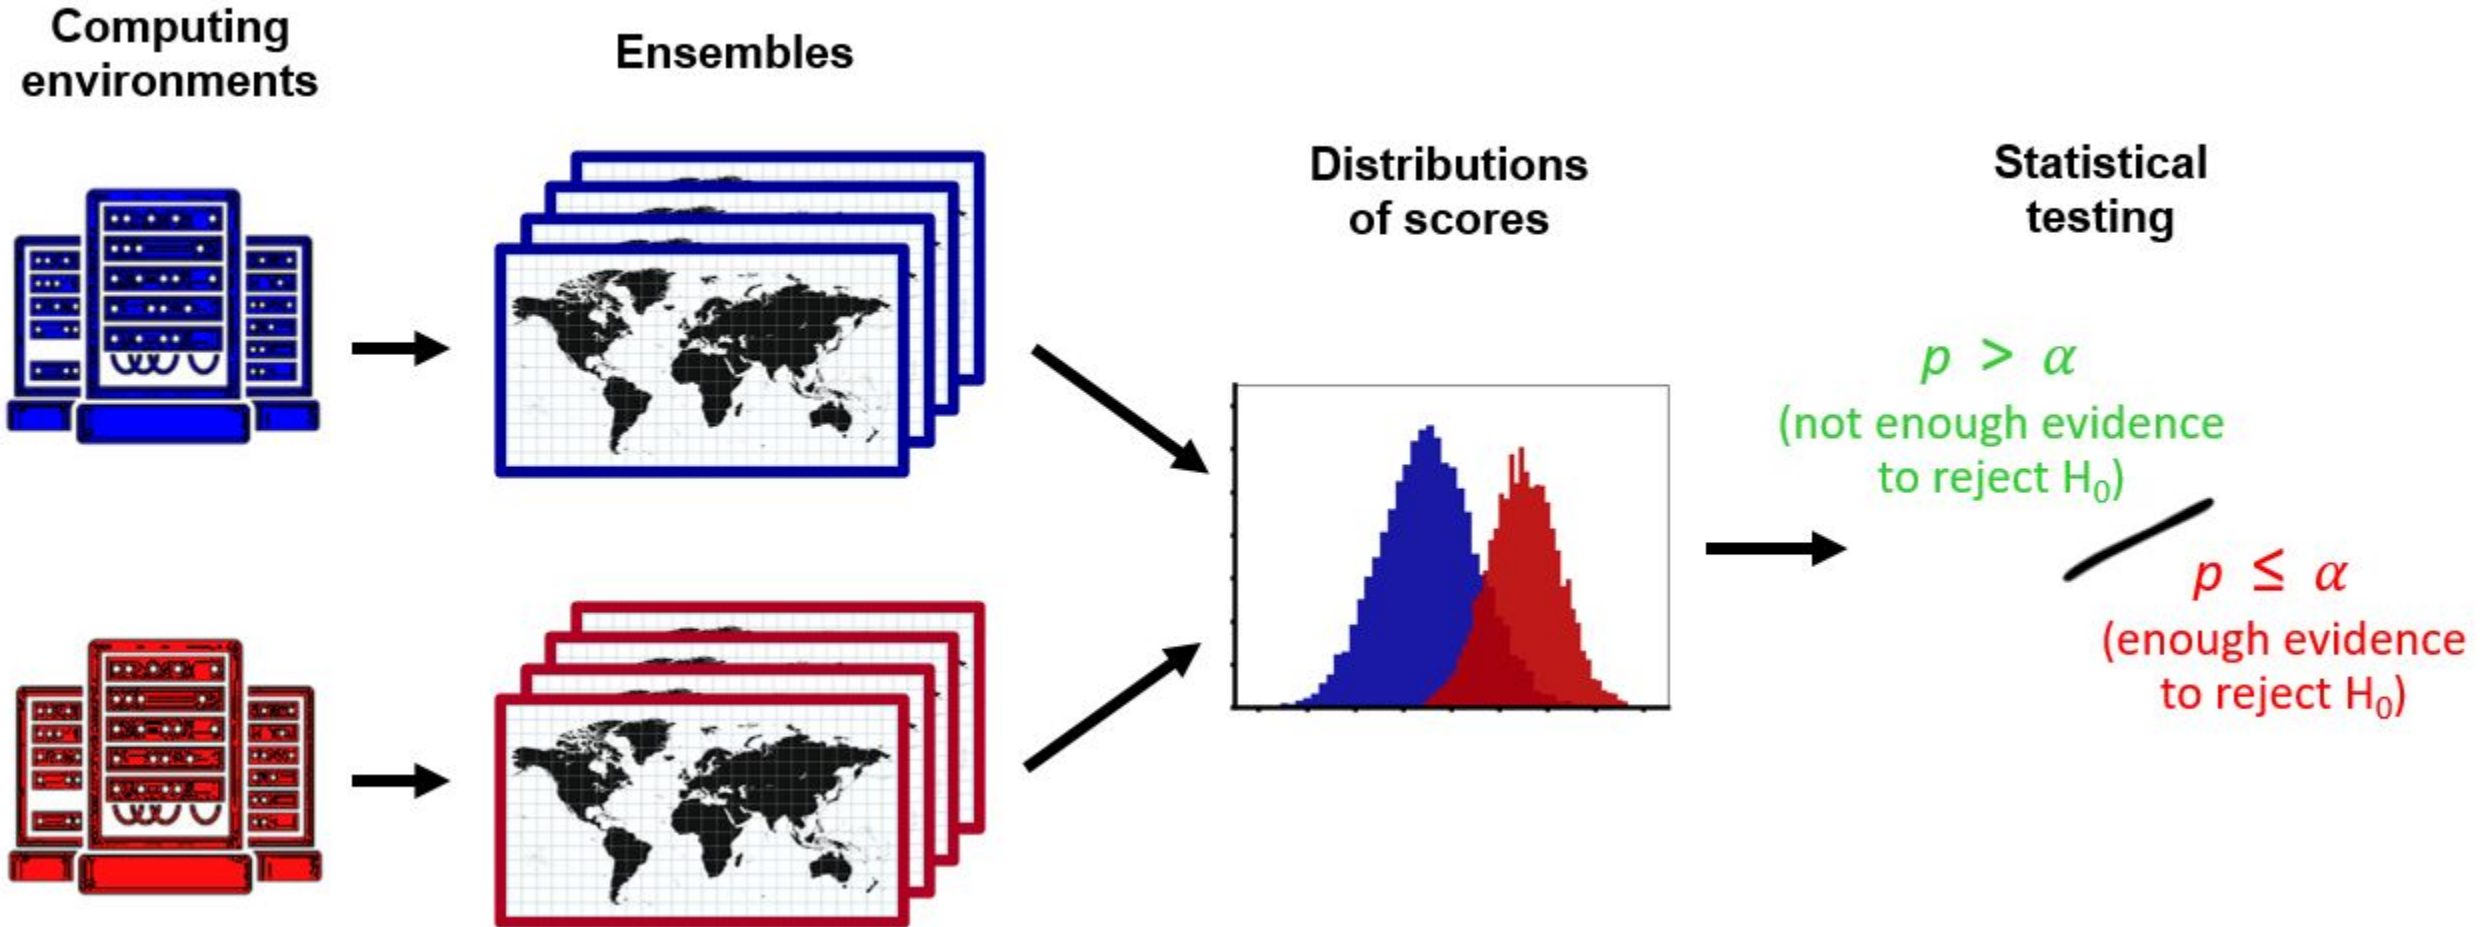 Computing
environments
Ensembles
Distributions
of scores
Statistical
testing
p > α
(not enough evidence
to reject H₀)
p ≤ α
(enough evidence
to reject H₀)